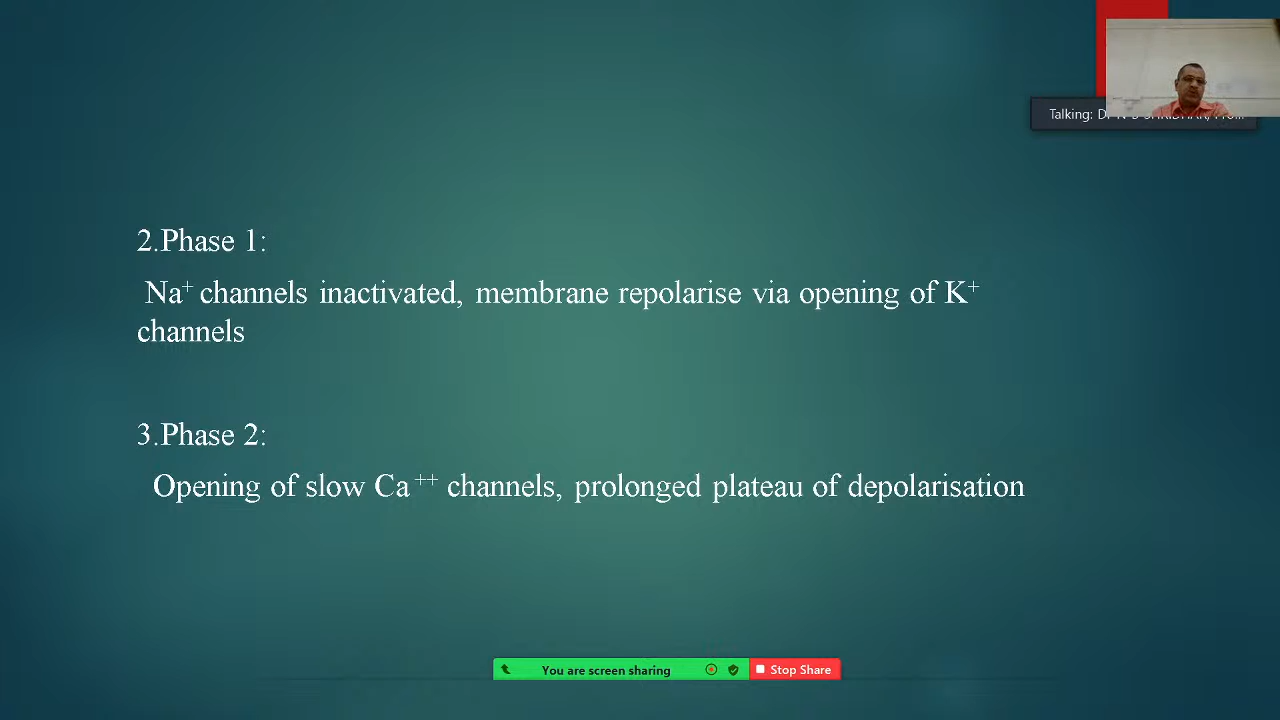 Talking: D
2.Phase 1:
Na⁺ channels inactivated, membrane repolarise via opening of K⁺
channels
3.Phase 2:
Opening of slow Ca ⁺⁺ channels, prolonged plateau of depolarisation
You are screen sharing
Stop Share